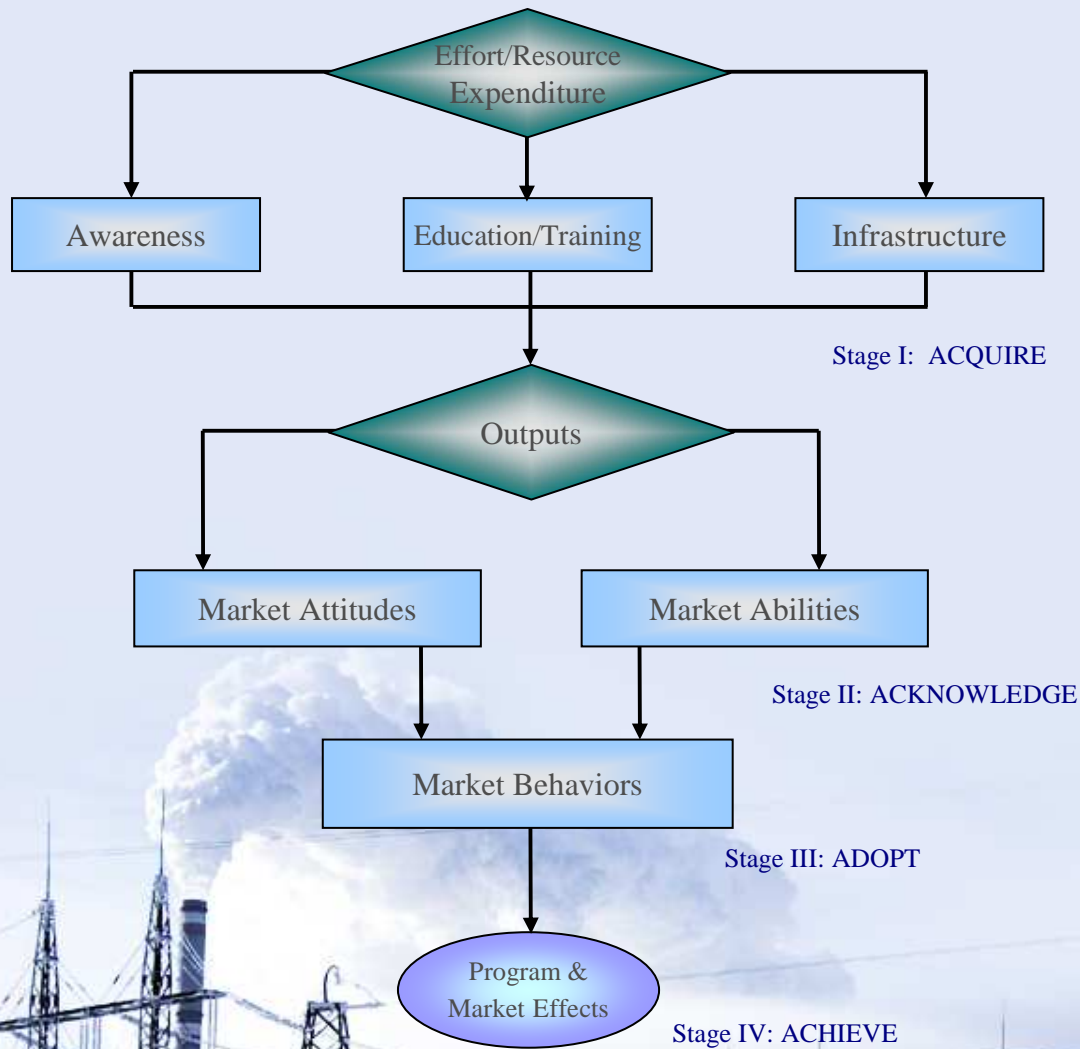 Effort/Resource
Expenditure
Awareness
Education/Training
Infrastructure
Stage I: ACQUIRE
Outputs
Market Attitudes
Market Abilities
Stage II: ACKNOWLEDGE
Market Behaviors
Stage III: ADOPT
Program &
Market Effects
Stage IV: ACHIEVE